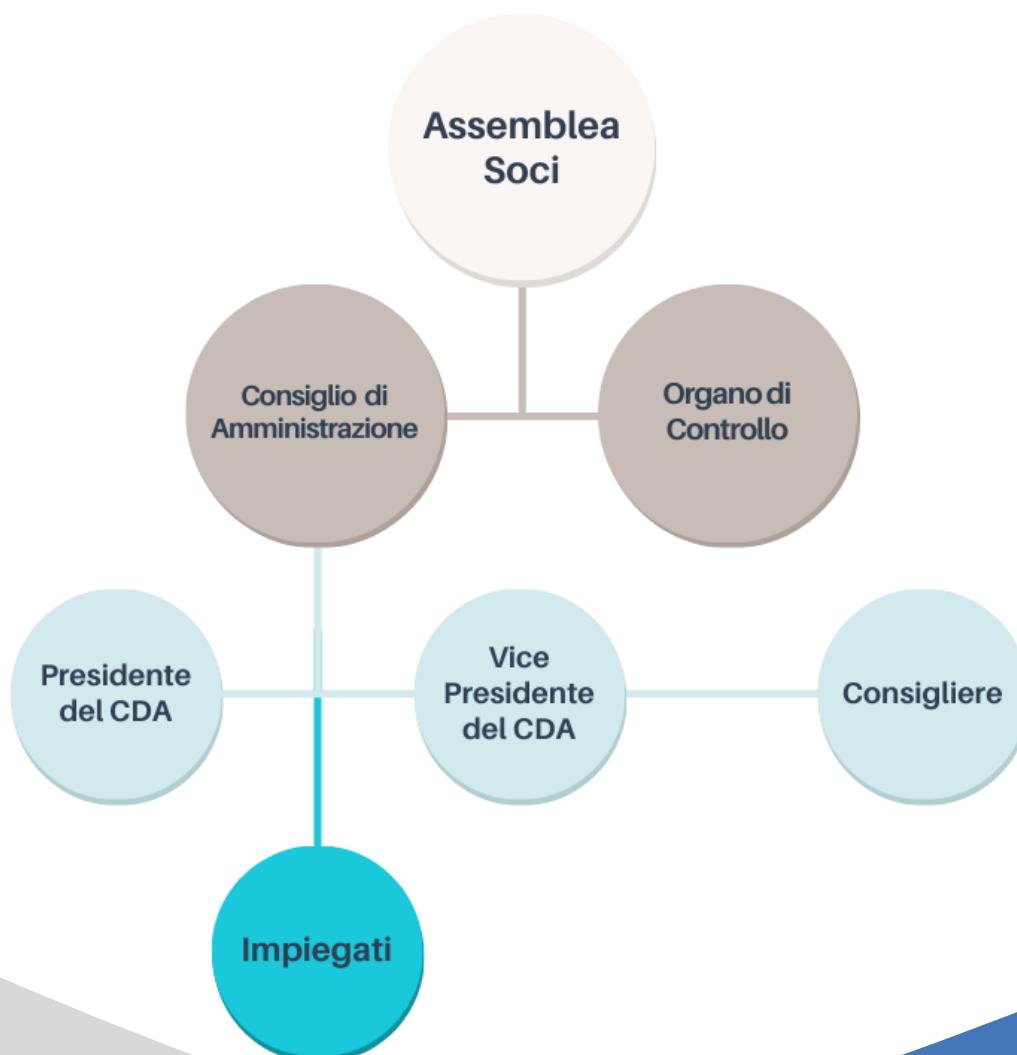 Assemblea
Soci
Consiglio di
Amministrazione
Organo di
Controllo
Presidente
del CDA
Vice
Presidente
del CDA
Consigliere
Impiegati